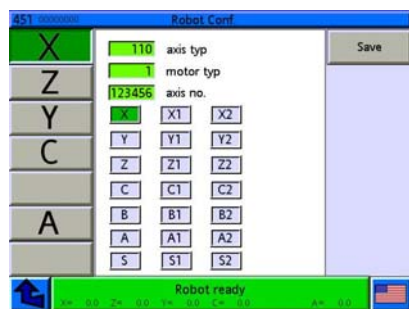 451 00000000 Robot Conf.
X
Z
Y
C
A
110 axis typ
1 motor typ
123456 axis no.
X X1 X2
Y Y1 Y2
Z Z1 Z2
C C1 C2
B B1 B2
A A1 A2
S S1 S2
Save
Robot ready
X= 0.0 Z= 0.0 Y= 0.0 C= 0.0 A= 0.0